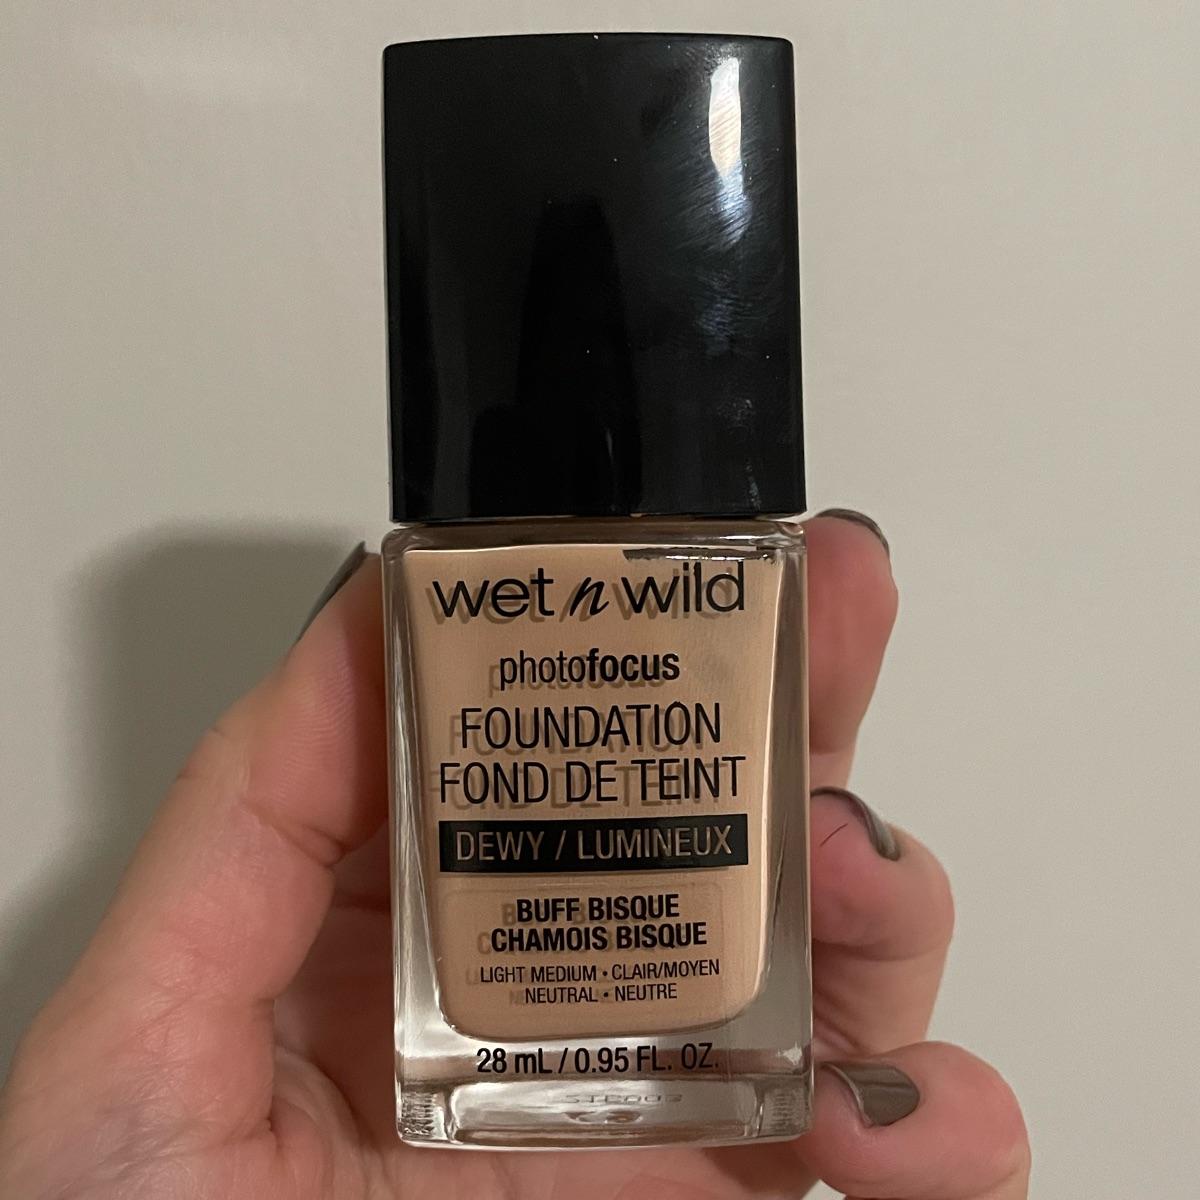 wet n wild
photofocus
FOUNDATION
FOND DE TEINT
DEWY / LUMINEUX
BUFF BISQUE
CHAMOIS BISQUE
LIGHT MEDIUM • CLAIR/MOYEN
NEUTRAL • NEUTRE
28 mL / 0.95 FL. OZ.